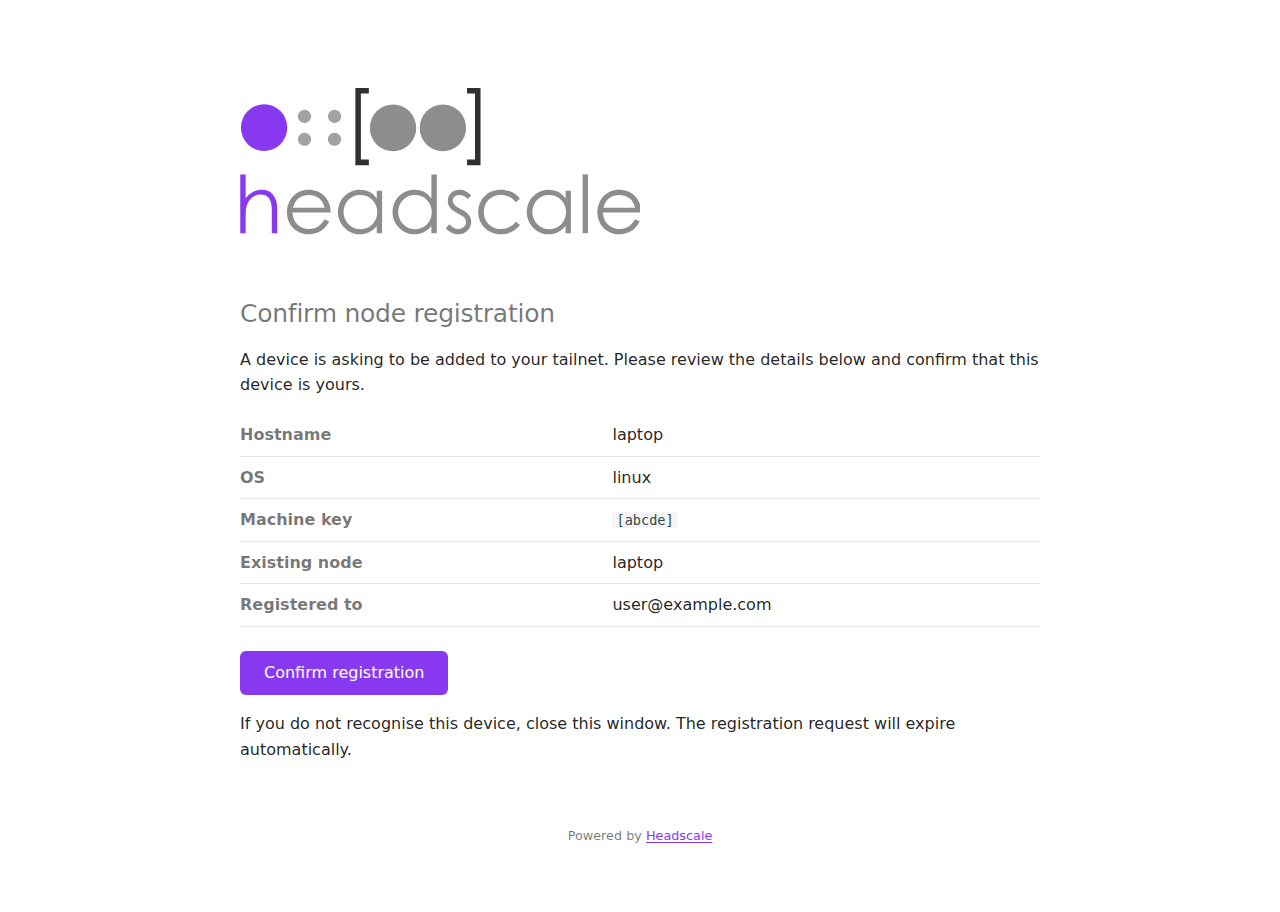 headscale
Confirm node registration
A device is asking to be added to your tailnet. Please review the details below and confirm that this
device is yours.
Hostname laptop
OS linux
Machine key [abcde]
Existing node laptop
Registered to user@example.com
Confirm registration
If you do not recognise this device, close this window. The registration request will expire
automatically.
Powered by Headscale